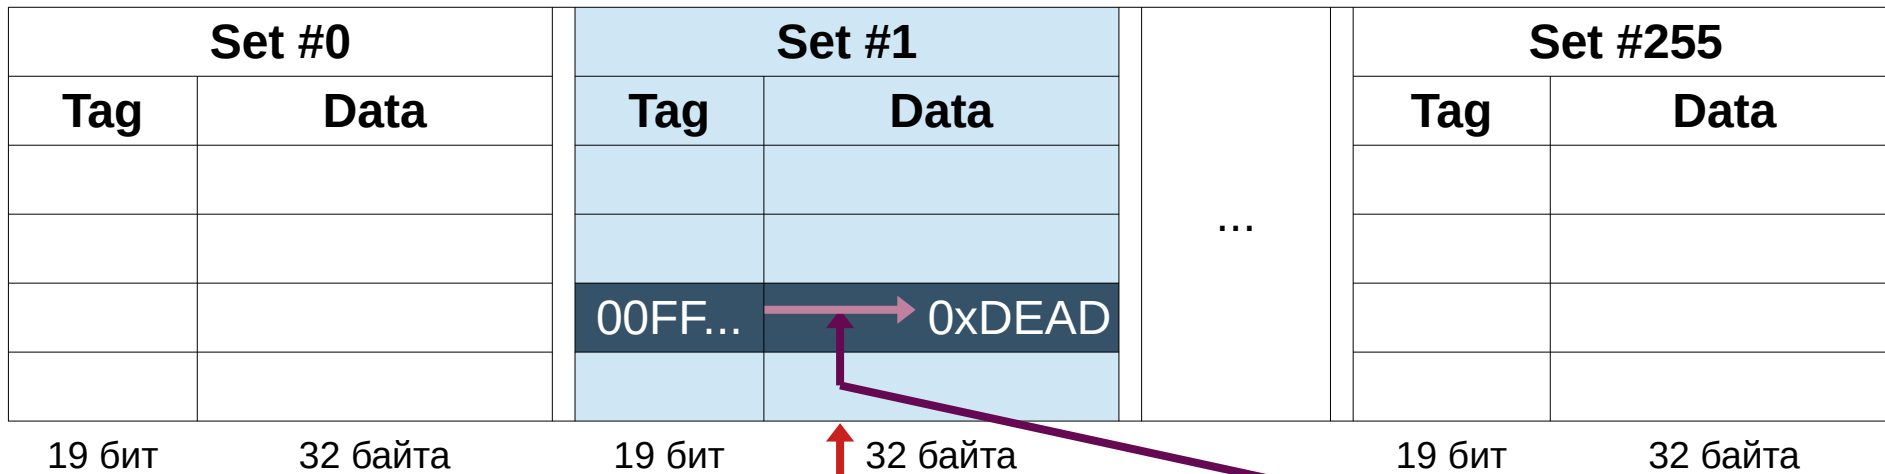 Set #0 Set #1 Set #255
Tag Data Tag Data ... Tag Data
00FF... 0xDEAD
19 бит 32 байта 19 бит 32 байта 19 бит 32 байта